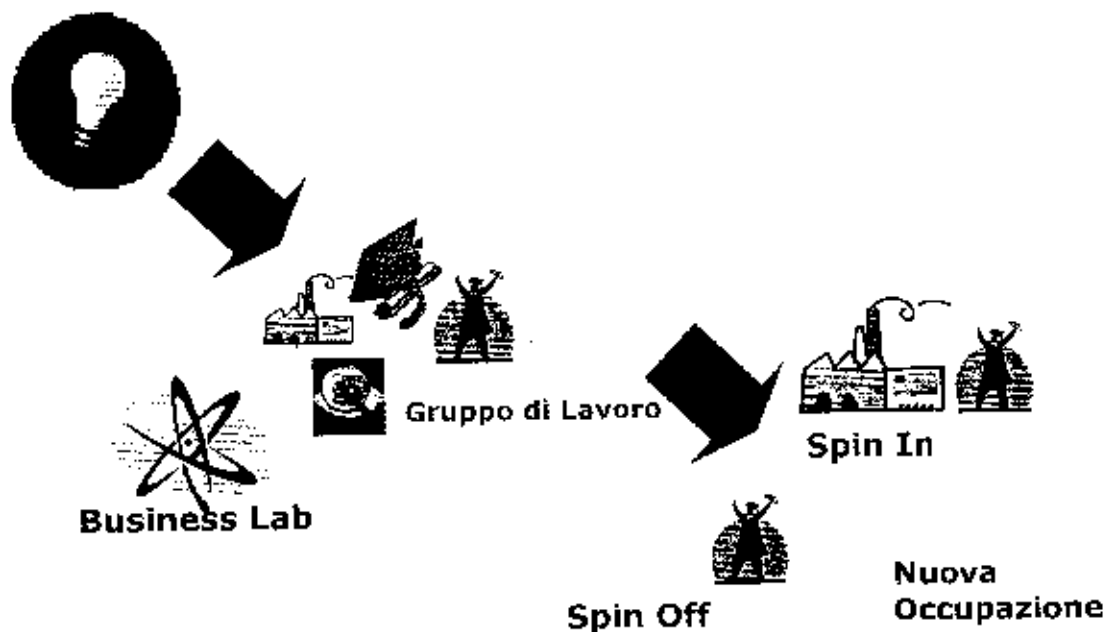 Gruppo di Lavoro
Spin In
Business Lab
Spin Off
Nuova
Occupazione